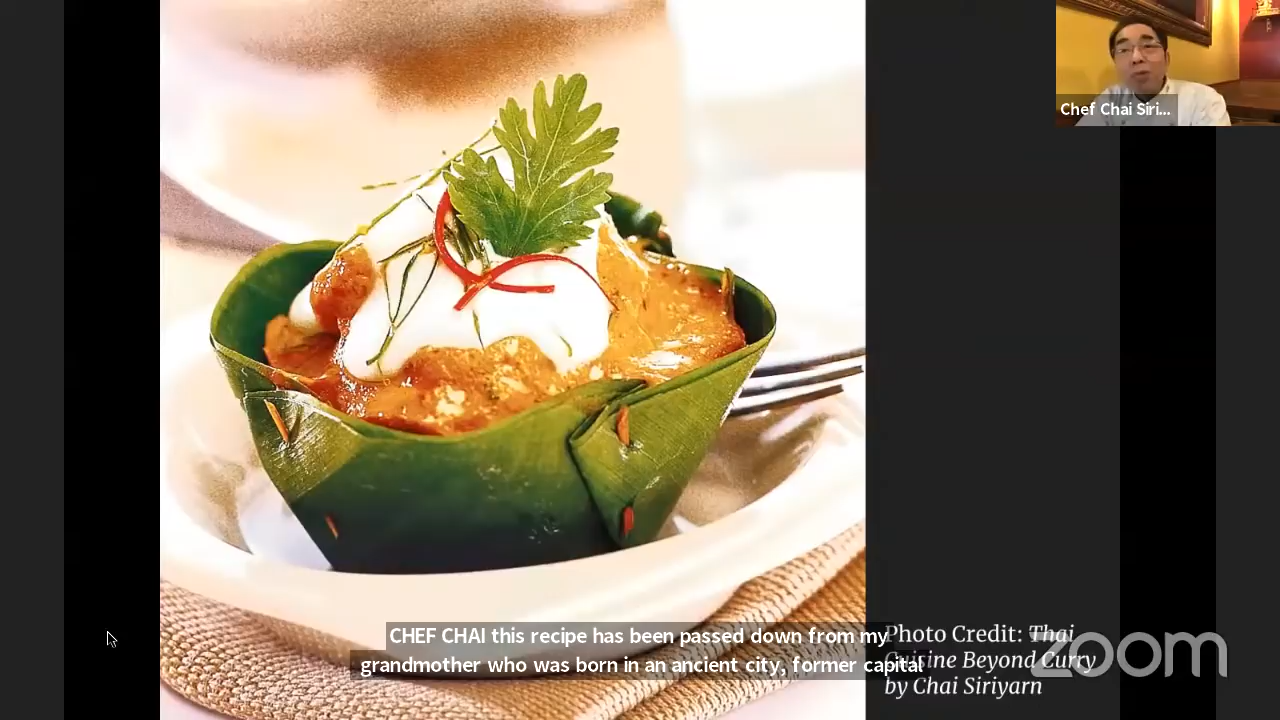 Chef Chai Siri...
CHEF CHAI this recipe has been passed down from my
grandmother who was born in an ancient city, former capital
Photo Credit: Thai
Cuisine Beyond Curry
by Chai Siriyarn
zoom